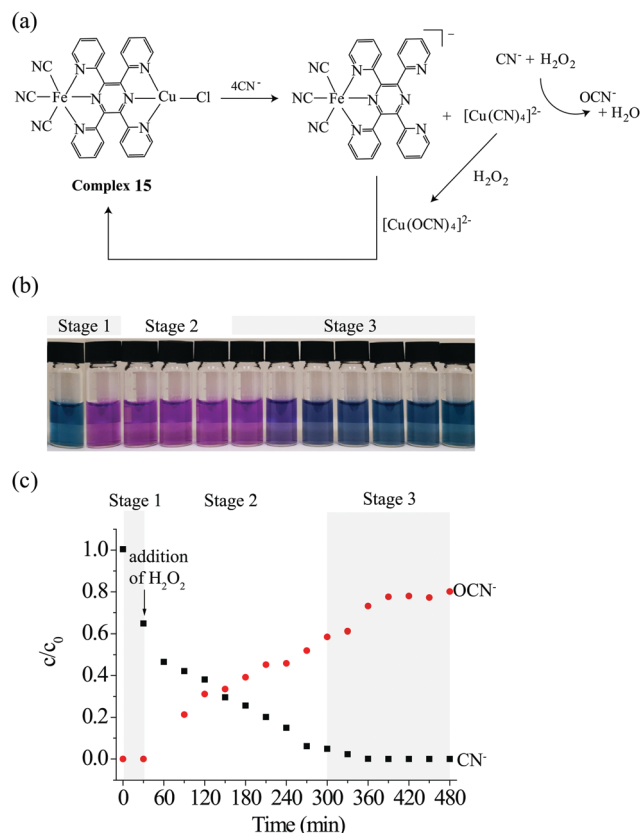 (a)
NC
NC
NC
Fe
N
N
N
N
N
N
Cu
Cl
Complex 15
4CN⁻
NC
NC
NC
Fe
N
N
N
N
N
N
−
+ [Cu(CN)₄]²⁻
CN⁻ + H₂O₂
OCN⁻
+ H₂O
H₂O₂
[Cu(OCN)₄]²⁻
(b)
Stage 1 Stage 2 Stage 3
(c)
Stage 1 Stage 2 Stage 3
addition
of H₂O₂
1.0
0.8
0.6
0.4
0.2
0.0
c/c₀
OCN⁻
CN⁻
0 60 120 180 240 300 360 420 480
Time (min)